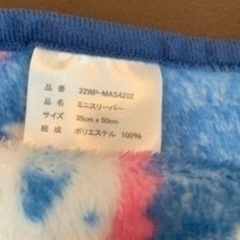 品番 22WP-MAS4202
品名 ミニスリーパー
サイズ 35cm x 50cm
組成 ポリエステル 100%